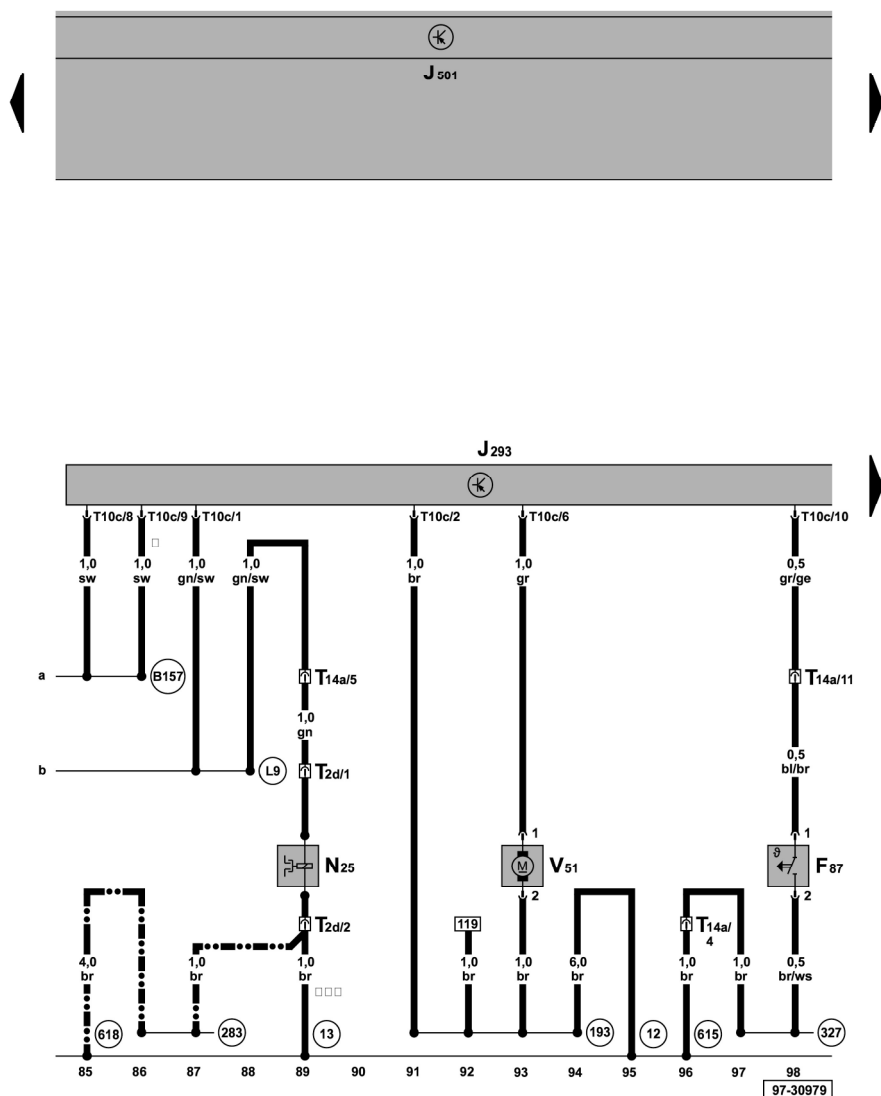 J 501
J 293
T10c/8 T10c/9 T10c/1 T10c/2 T10c/6 T10c/10
1,0 sw
1,0 sw
1,0 gn/sw
1,0 gn/sw
1,0 br
1,0 gr
0,5 gr/ge
a
B157
T14a/5
T14a/11
1,0 gn
0,5 bl/br
b
L9
T2d/1
1
1
N25
V51
F87
M
ϑ
2
2
T2d/2
119
T14a/4
4,0 br
1,0 br
1,0 br
1,0 br
1,0 br
6,0 br
1,0 br
1,0 br
0,5 br/ws
618
283
13
193
12
615
327
85 86 87 88 89 90 91 92 93 94 95 96 97 98
97-30979